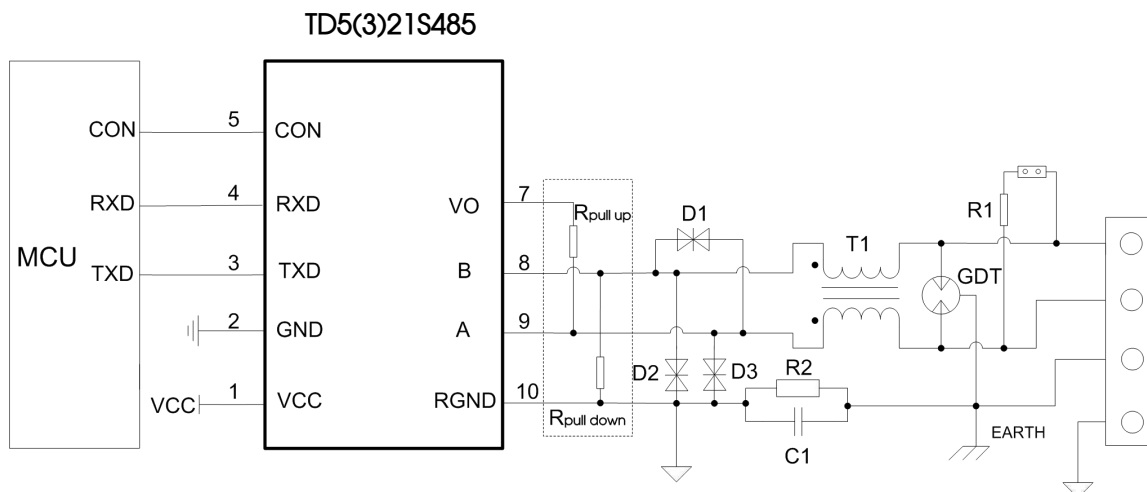 TD5(3)21S485
MCU
CON
RXD
TXD
5
4
3
2
1
CON
RXD
TXD
GND
VCC
VCC
VO
B
A
RGND
7
8
9
10
Rpull up
Rpull down
D1
D2
D3
T1
R2
C1
GDT
R1
EARTH